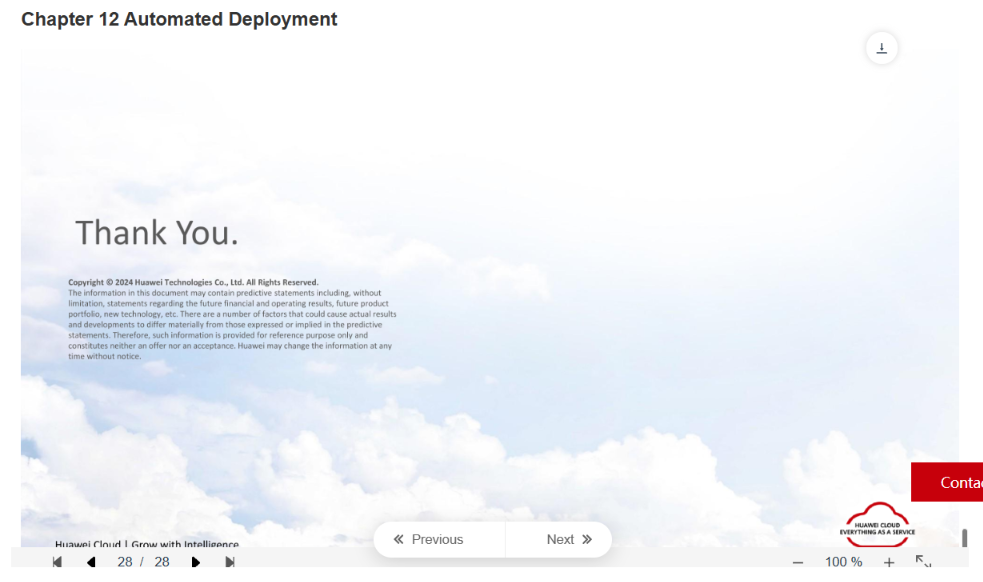 Chapter 12 Automated Deployment
Thank You.
Copyright © 2024 Huawei Technologies Co., Ltd. All Rights Reserved.
The information in this document may contain predictive statements including, without
limitation, statements regarding the future financial and operating results, future product
portfolio, new technology, etc. There are a number of factors that could cause actual results
and developments to differ materially from those expressed or implied in the predictive
statements. Therefore, such information is provided for reference purpose only and
constitutes neither an offer nor an acceptance. Huawei may change the information at any
time without notice.
Conta
HUAWEI CLOUD
EVERYTHING AS A SERVICE
Huawei Cloud | Grow with Intelligence
« Previous
Next »
28 / 28
100 %